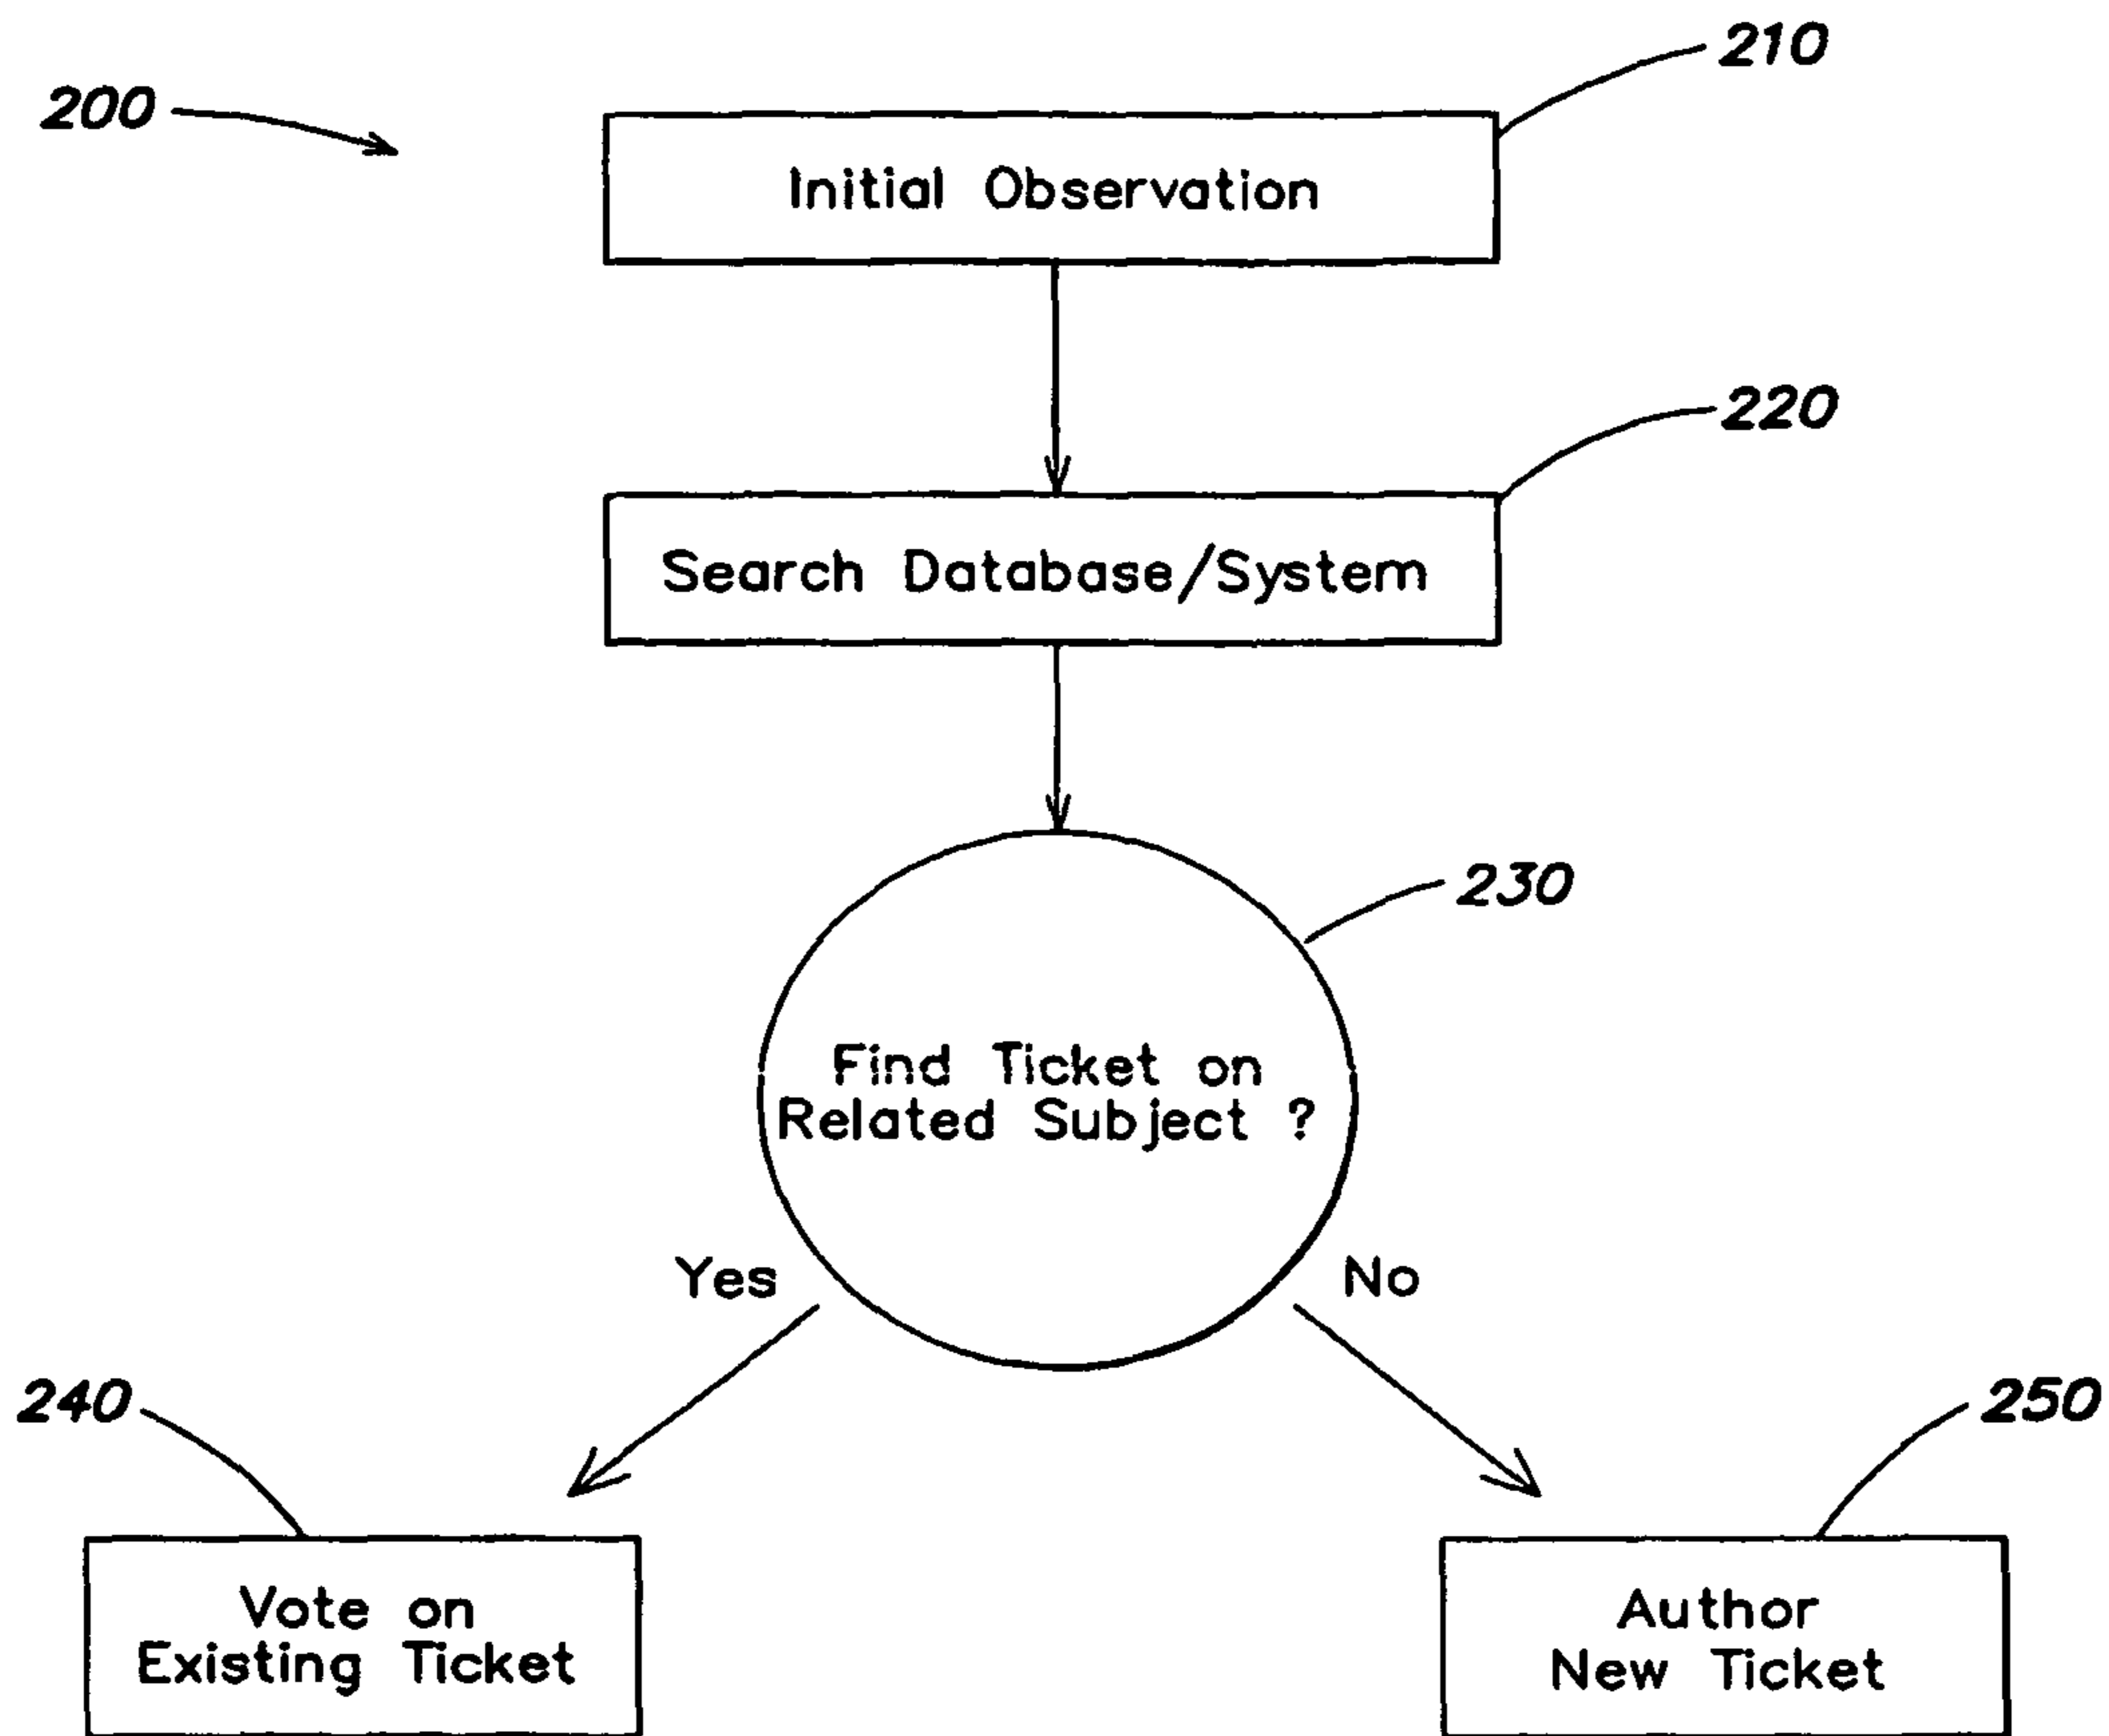 210
200
Initial Observation
220
Search Database/System
230
Find Ticket on
Related Subject ?
Yes
No
240
250
Vote on
Existing Ticket
Author
New Ticket